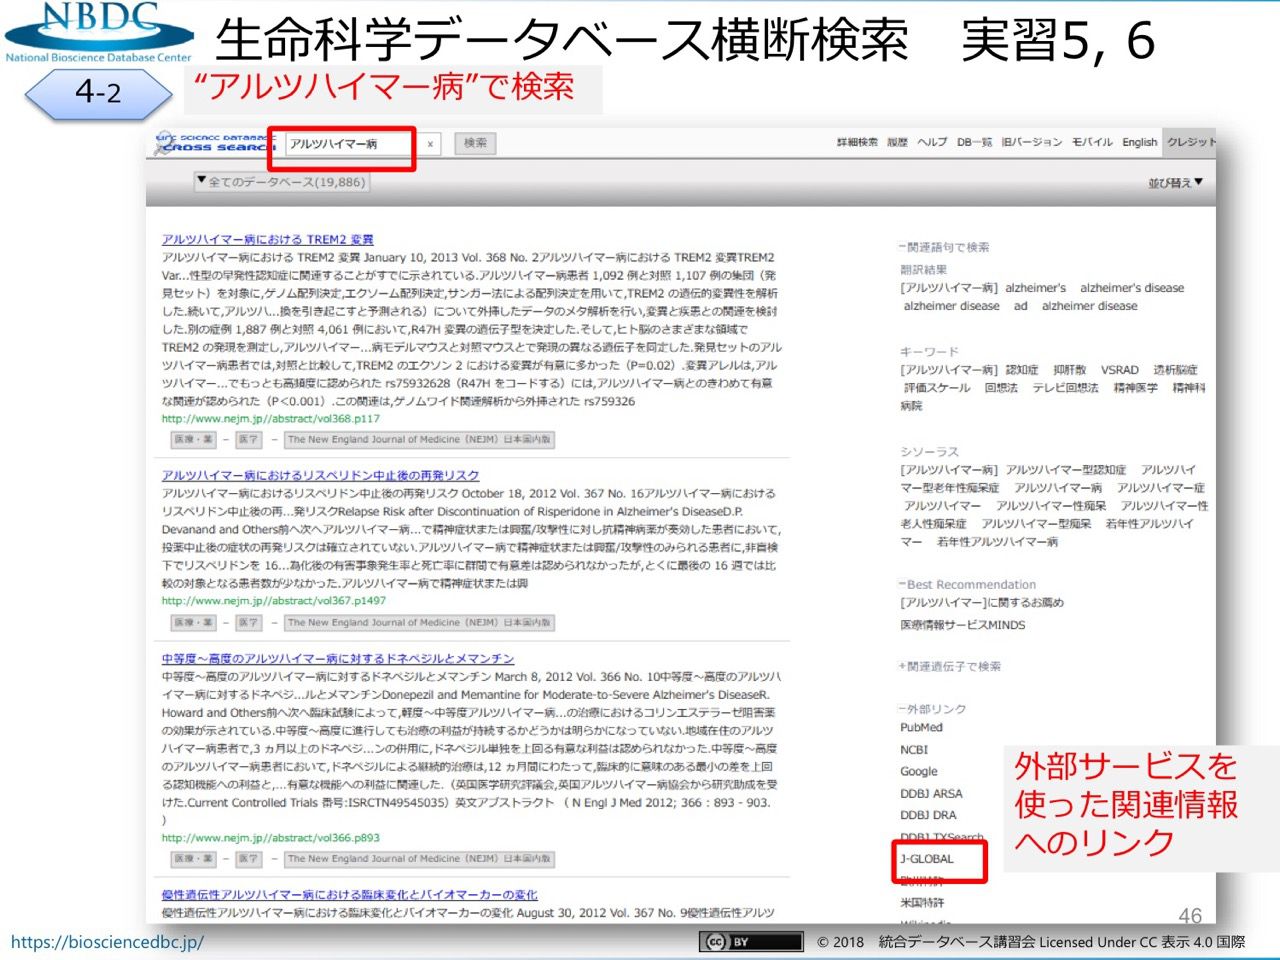 NBDC
National Bioscience Database Center
生命科学データベース横断検索　実習5, 6
4-2
“アルツハイマー病”で検索
LIFE SCIENCE DATABASE
CROSS SEARCH
アルツハイマー病
x
検索
詳細検索 履歴 ヘルプ DB一覧 旧バージョン モバイル English クレジット
▼全てのデータベース(19,886)
並び替え▼
アルツハイマー病における TREM2 変異
アルツハイマー病における TREM2 変異 January 10, 2013 Vol. 368 No. 2アルツハイマー病における TREM2 変異TREM2
Var...性型の早発性認知症に関連することがすでに示されている.アルツハイマー病患者 1,092 例と対照 1,107 例の集団（発
見セット）を対象に,ゲノム配列決定,エクソーム配列決定,サンガー法による配列決定を用いて,TREM2 の遺伝的変異性を解析
した.続いて,アルツハ...換を引き起こすと予測される）について外挿したデータのメタ解析を行い,変異と疾患との関連を検討
した.別の症例 1,887 例と対照 4,061 例において,R47H 変異の遺伝子型を決定した.そして,ヒト脳のさまざまな領域で
TREM2 の発現を測定し,アルツハイマー...病モデルマウスと対照マウスとで発現の異なる遺伝子を同定した.発見セットのアル
ツハイマー病患者では,対照と比較して,TREM2 のエクソン 2 における変異が有意に多かった（P=0.02）.変異アレルは,アル
ツハイマー...でもっとも高頻度に認められた rs75932628（R47H をコードする）には,アルツハイマー病とのきわめて有意
な関連が認められた（P＜0.001）.この関連は,ゲノムワイド関連解析から外挿された rs759326
http://www.nejm.jp//abstract/vol368.p117
医療・薬 － 医学 － The New England Journal of Medicine（NEJM）日本国内版
アルツハイマー病におけるリスペリドン中止後の再発リスク
アルツハイマー病におけるリスペリドン中止後の再発リスク October 18, 2012 Vol. 367 No. 16アルツハイマー病における
リスペリドン中止後の再...発リスクRelapse Risk after Discontinuation of Risperidone in Alzheimer's DiseaseD.P.
Devanand and Others前へ次へアルツハイマー病...で精神症状または興奮/攻撃性に対し抗精神病薬が奏効した患者において,
投薬中止後の症状の再発リスクは確立されていない.アルツハイマー病で精神症状または興奮/攻撃性のみられる患者に,非盲検
下でリスペリドンを 16...為化後の有害事象発生率と死亡率に群間で有意差は認められなかったが,とくに最後の 16 週では比
較の対象となる患者数が少なかった.アルツハイマー病で精神症状または興
http://www.nejm.jp//abstract/vol367.p1497
医療・薬 － 医学 － The New England Journal of Medicine（NEJM）日本国内版
中等度～高度のアルツハイマー病に対するドネペジルとメマンチン
中等度～高度のアルツハイマー病に対するドネペジルとメマンチン March 8, 2012 Vol. 366 No. 10中等度～高度のアルツハ
イマー病に対するドネペジ...ルとメマンチンDonepezil and Memantine for Moderate-to-Severe Alzheimer's DiseaseR.
Howard and Others前へ次へ臨床試験によって,軽度～中等度アルツハイマー病...の治療におけるコリンエステラーゼ阻害薬
の効果が示されている.中等度～高度に進行しても治療の利益が持続するかどうかは明らかになっていない.地域在住のアルツ
ハイマー病患者で,3 ヵ月以上のドネペジ...ンの併用に,ドネペジル単独を上回る有意な利益は認められなかった.中等度～高度
のアルツハイマー病患者において,ドネペジルによる継続的治療は,12 ヵ月間にわたって,臨床的に意味のある最小の差を上回
る認知機能への利益と,...有意な機能への利益に関連した.（英国医学研究評議会,英国アルツハイマー病協会から研究助成を受
けた.Current Controlled Trials 番号:ISRCTN49545035）英文アブストラクト （ N Engl J Med 2012; 366 : 893 - 903.
）
http://www.nejm.jp//abstract/vol366.p893
医療・薬 － 医学 － The New England Journal of Medicine（NEJM）日本国内版
優性遺伝性アルツハイマー病における臨床変化とバイオマーカーの変化
優性遺伝性アルツハイマー病における臨床変化とバイオマーカーの変化 August 30, 2012 Vol. 367 No. 9優性遺伝性アルツ
－関連語句で検索
翻訳結果
[アルツハイマー病] alzheimer's alzheimer's disease
alzheimer disease ad alzheimer disease
キーワード
[アルツハイマー病] 認知症 抑肝散 VSRAD 透析脳症
評価スケール 回想法 テレビ回想法 精神医学 精神科
病院
シソーラス
[アルツハイマー病] アルツハイマー型認知症 アルツハイ
マー型老年性痴呆症 アルツハイマー病 アルツハイマー症
アルツハイマー アルツハイマー性痴呆 アルツハイマー性
老人性痴呆症 アルツハイマー型痴呆 若年性アルツハイ
マー 若年性アルツハイマー病
－Best Recommendation
[アルツハイマー]に関するお薦め
医療情報サービスMINDS
+関連遺伝子で検索
－外部リンク
PubMed
NCBI
Google
DDBJ ARSA
DDBJ DRA
DDBJ TXSearch
J-GLOBAL
米国特許
Wikipedia
外部サービスを
使った関連情報
へのリンク
46
https://biosciencedbc.jp/
cc BY
© 2018　統合データベース講習会 Licensed Under CC 表示 4.0 国際